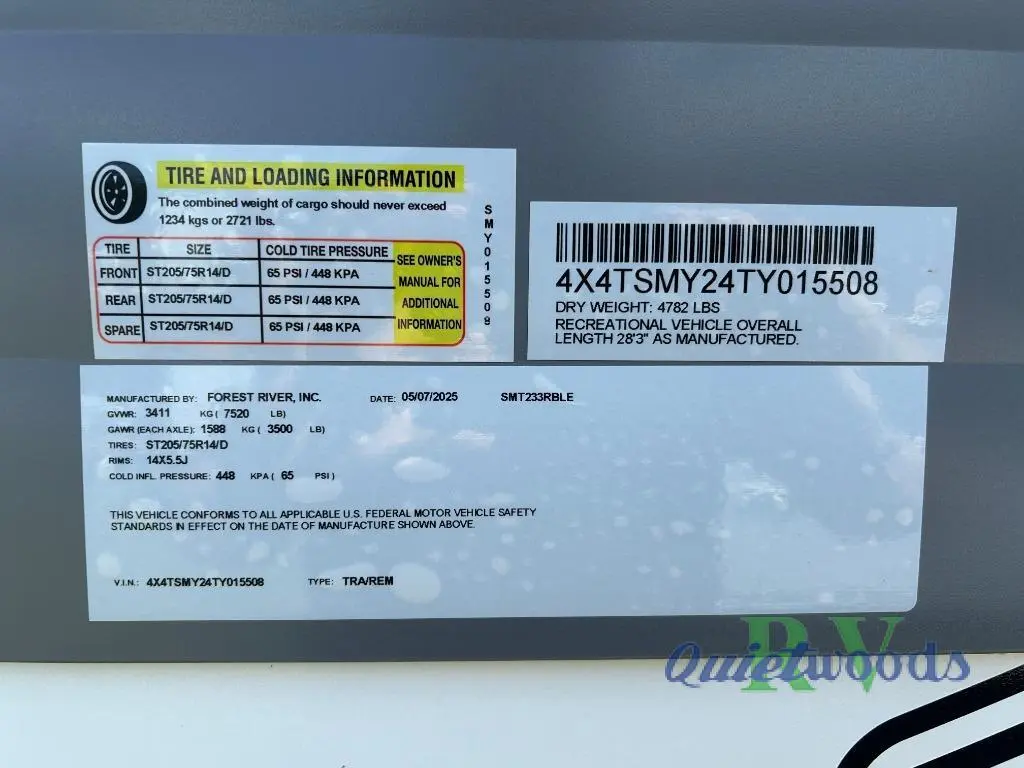 TIRE AND LOADING INFORMATION
The combined weight of cargo should never exceed
1234 kgs or 2721 lbs.
TIRE SIZE COLD TIRE PRESSURE SEE OWNER'S MANUAL FOR ADDITIONAL INFORMATION
FRONT ST205/75R14/D 65 PSI / 448 KPA
REAR ST205/75R14/D 65 PSI / 448 KPA
SPARE ST205/75R14/D 65 PSI / 448 KPA
SMY015508
4X4TSMY24TY015508
DRY WEIGHT: 4782 LBS
RECREATIONAL VEHICLE OVERALL
LENGTH 28'3" AS MANUFACTURED.
MANUFACTURED BY: FOREST RIVER, INC. DATE: 05/07/2025 SMT233RBLE
GVWR: 3411 KG ( 7520 LB)
GAWR (EACH AXLE): 1588 KG ( 3500 LB)
TIRES: ST205/75R14/D
RIMS: 14X5.5J
COLD INFL. PRESSURE: 448 KPA ( 65 PSI )
THIS VEHICLE CONFORMS TO ALL APPLICABLE U.S. FEDERAL MOTOR VEHICLE SAFETY
STANDARDS IN EFFECT ON THE DATE OF MANUFACTURE SHOWN ABOVE.
V.I.N.: 4X4TSMY24TY015508 TYPE: TRA/REM
Quietwoods RV